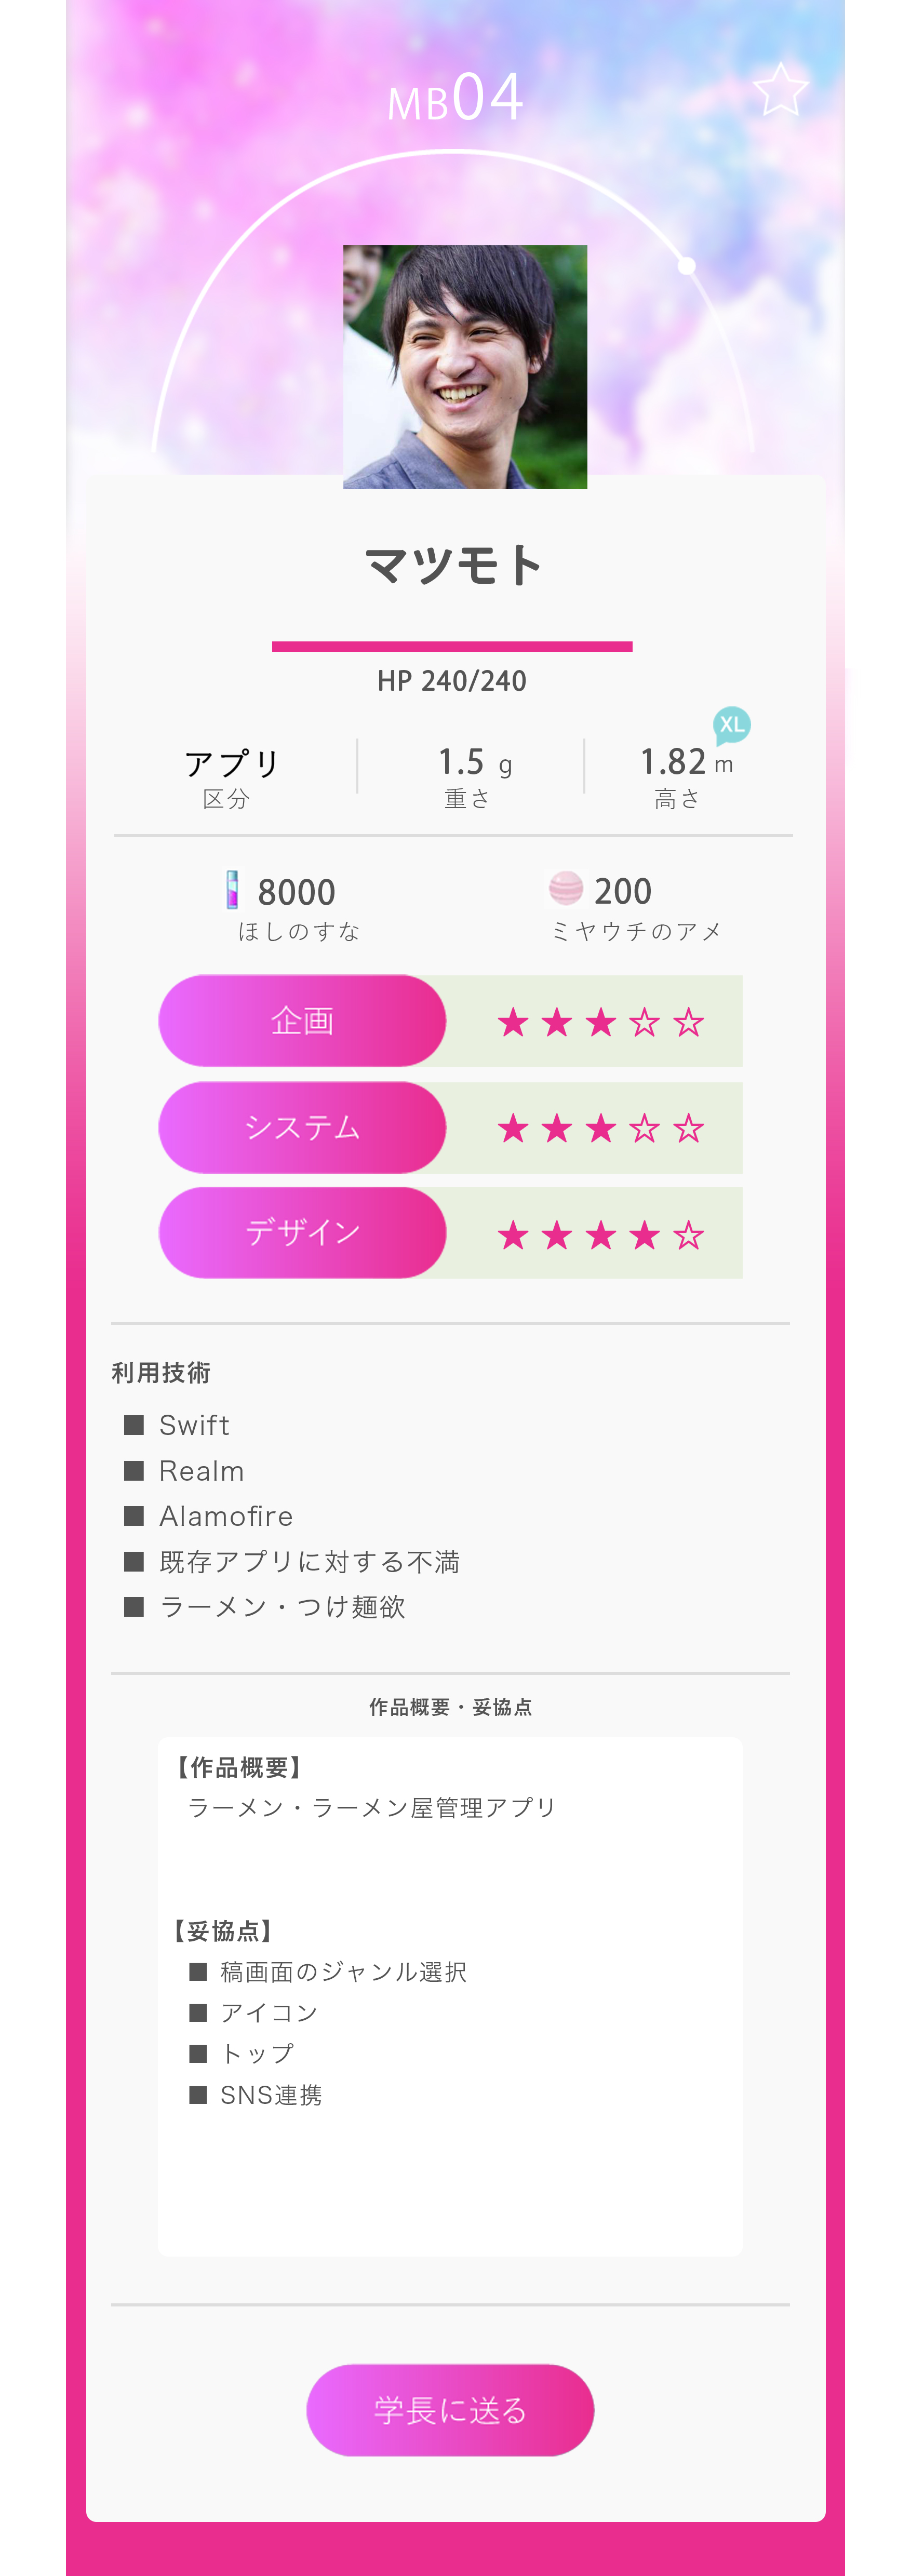 MB04
マツモト
HP 240/240
XL
アプリ 1.5 g 1.82 m
区分 重さ 高さ
8000 200
ほしのすな ミヤウチのアメ
企画 ★★★☆☆
システム ★★★☆☆
デザイン ★★★★☆
利用技術
■ Swift
■ Realm
■ Alamofire
■ 既存アプリに対する不満
■ ラーメン・つけ麺欲
作品概要・妥協点
【作品概要】
ラーメン・ラーメン屋管理アプリ
【妥協点】
■ 稿画面のジャンル選択
■ アイコン
■ トップ
■ SNS連携
学長に送る